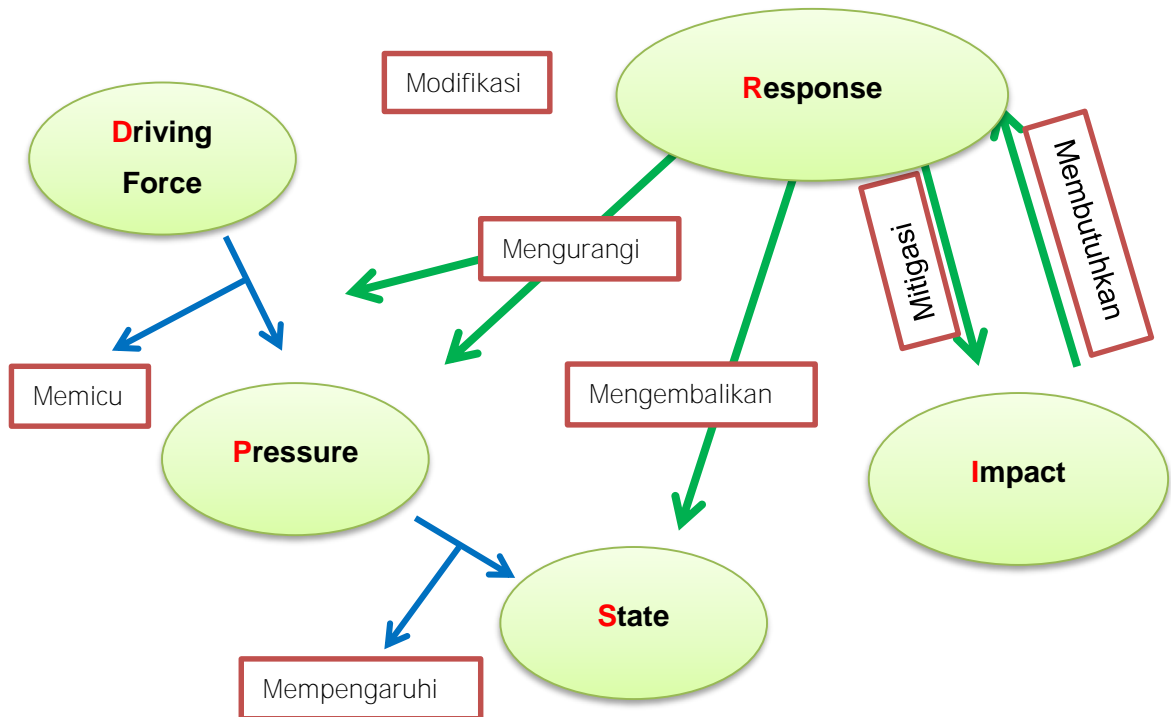 Modifikasi
Response
Driving
Force
Membutuhkan
Mitigasi
Mengurangi
Memicu
Mengembalikan
Pressure
Impact
State
Mempengaruhi